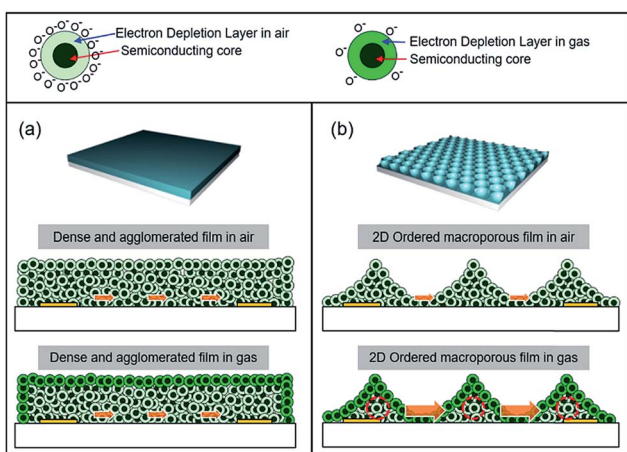 Electron Depletion Layer in air
Semiconducting core
Electron Depletion Layer in gas
Semiconducting core
O⁻ O⁻ O⁻ O⁻ O⁻ O⁻ O⁻ O⁻ O⁻ O⁻ O⁻ O⁻ O⁻
O⁻ O⁻ O⁻ O⁻
(a)
Dense and agglomerated film in air
Dense and agglomerated film in gas
(b)
2D Ordered macroporous film in air
2D Ordered macroporous film in gas